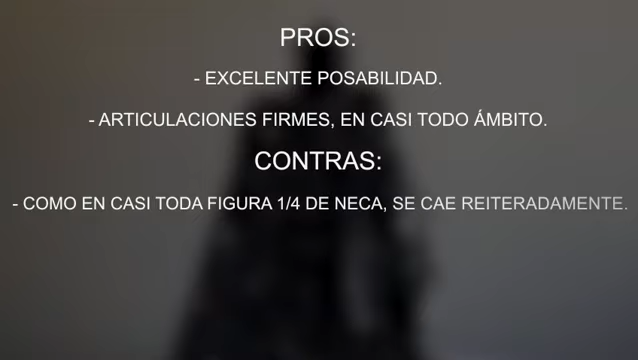 PROS:
- EXCELENTE POSABILIDAD.
- ARTICULACIONES FIRMES, EN CASI TODO ÁMBITO.
CONTRAS:
- COMO EN CASI TODA FIGURA 1/4 DE NECA, SE CAE REITERADAMENTE.